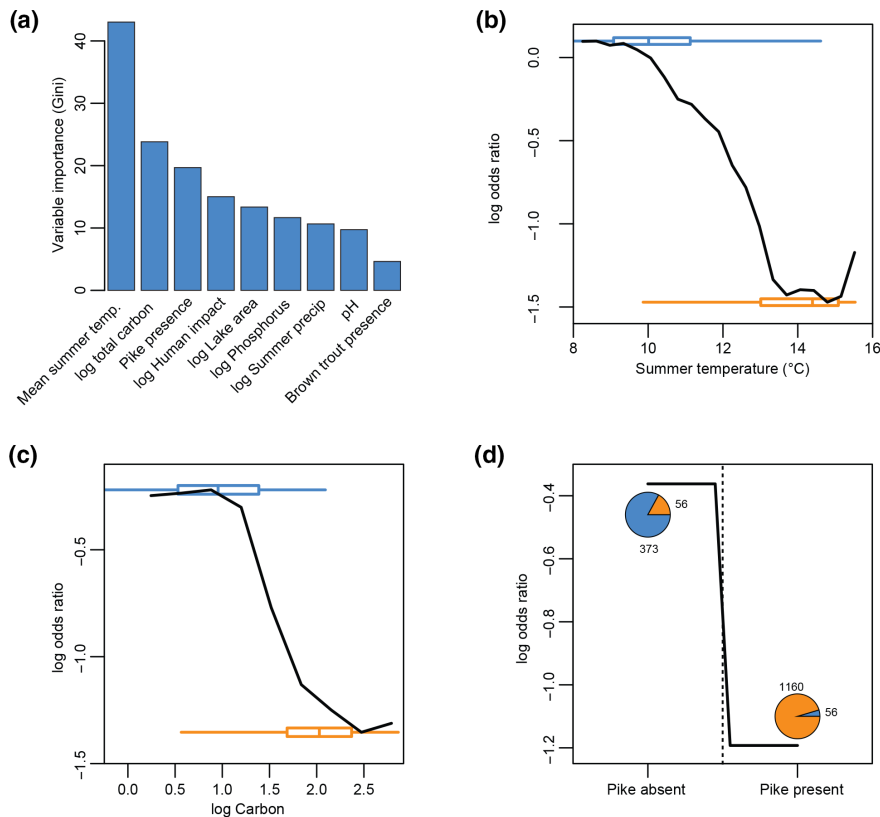 (a)
Variable importance (Gini)
40
30
20
10
0
Mean summer temp.
log total carbon
Pike presence
log Human impact
log Lake area
log Phosphorus
log Summer precip
pH
Brown trout presence
(b)
log odds ratio
0.0
−0.5
−1.0
−1.5
8 10 12 14 16
Summer temperature (°C)
(c)
log odds ratio
−0.5
−1.0
−1.5
0.0 0.5 1.0 1.5 2.0 2.5
log Carbon
(d)
log odds ratio
−0.4
−0.6
−0.8
−1.0
−1.2
56
373
1160
56
Pike absent Pike present